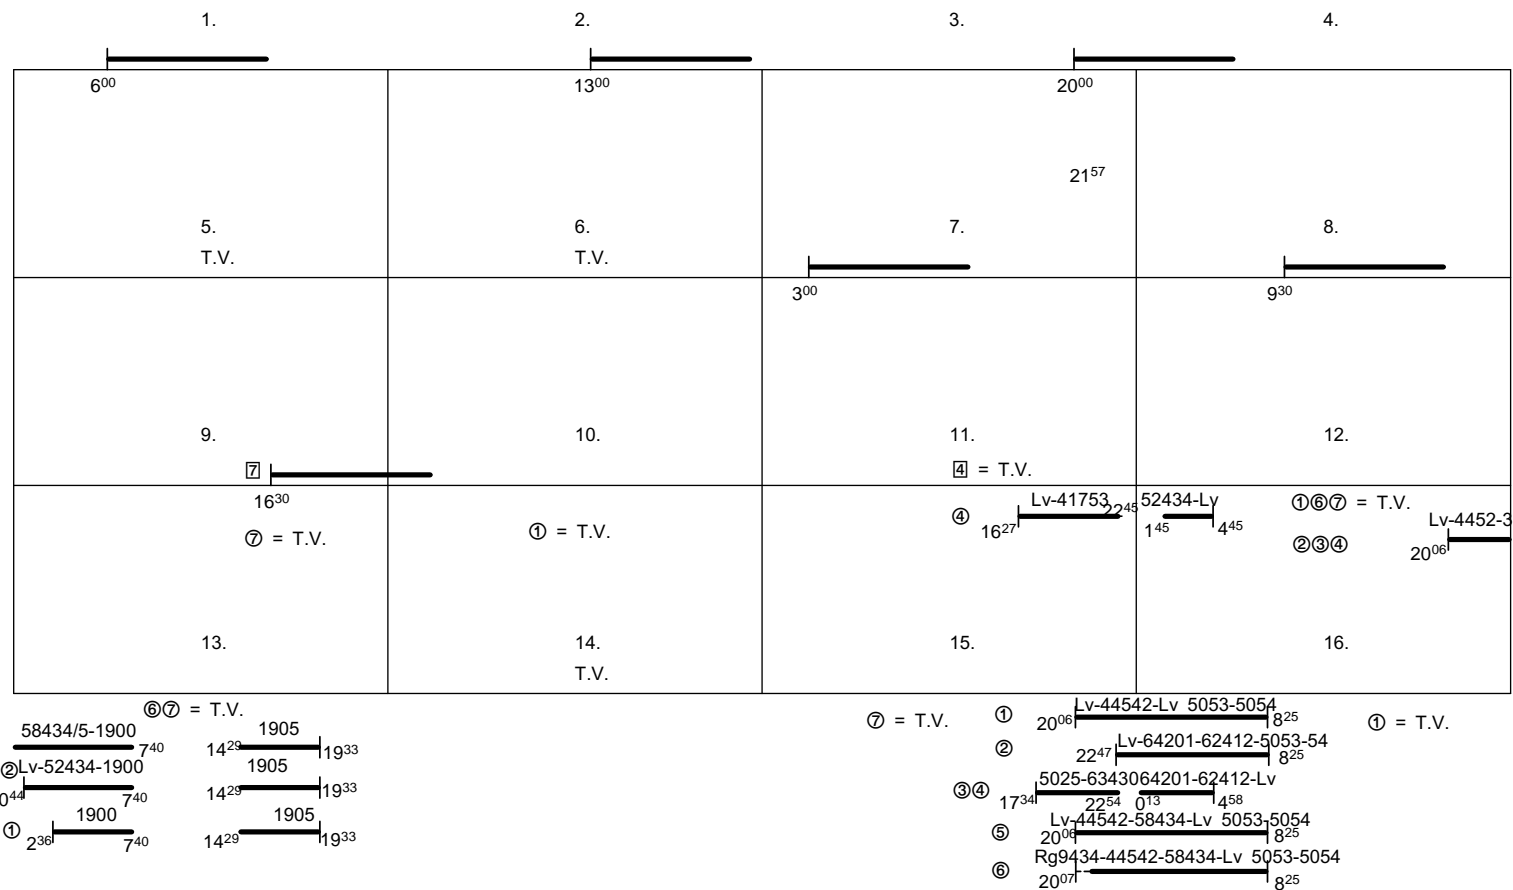 1. 2. 3. 4.
6⁰⁰ 13⁰⁰ 20⁰⁰
21⁵⁷
5. 6. 7. 8.
T.V. T.V.
3⁰⁰ 9³⁰
9. 10. 11. 12.
7 4 = T.V.
16³⁰ ④ 16²⁷ Lv-41753 22⁴⁵ 1⁴⁵ 52434-Lv 4⁴⁵ ①⑥⑦ = T.V.
⑦ = T.V. ① = T.V. ②③④ 20⁰⁶ Lv-4452-3
13. 14. 15. 16.
T.V.
⑥⑦ = T.V. ⑦ = T.V. ① 20⁰⁶ Lv-44542-Lv 5053-5054 8²⁵ ① = T.V.
58434/5-1900 7⁴⁰ 14²⁹ 1905 19³³
② 22⁴⁷ Lv-64201-62412-5053-54 8²⁵
② 0⁴⁴ Lv-52434-1900 7⁴⁰ 14²⁹ 1905 19³³
③④ 17³⁴ 5025-63430 22⁵⁴ 0¹³ 64201-62412-Lv 4⁵⁸
① 2³⁶ 1900 7⁴⁰ 14²⁹ 1905 19³³
⑤ 20⁰⁶ Lv-44542-58434-Lv 5053-5054 8²⁵
⑥ 20⁰⁷ Rg9434-44542-58434-Lv 5053-5054 8²⁵